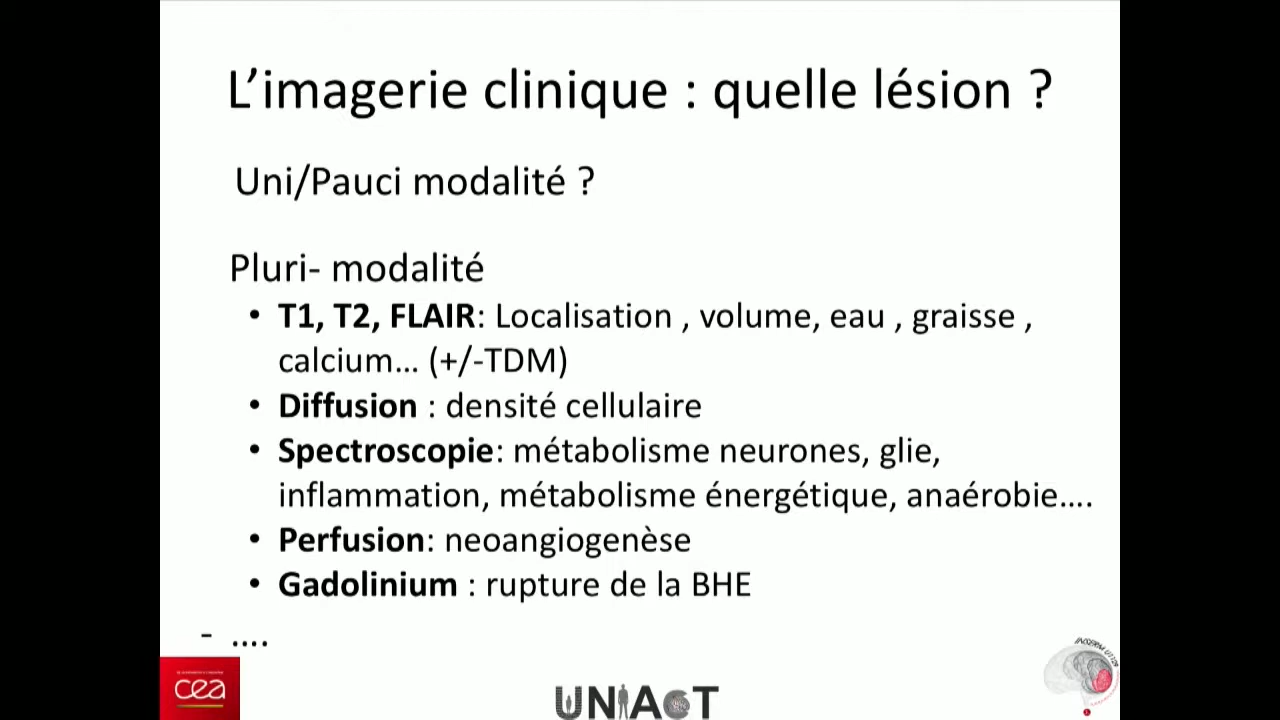 L’imagerie clinique : quelle lésion ?
Uni/Pauci modalité ?
Pluri- modalité
• T1, T2, FLAIR: Localisation , volume, eau , graisse ,
calcium… (+/-TDM)
• Diffusion : densité cellulaire
• Spectroscopie: métabolisme neurones, glie,
inflammation, métabolisme énergétique, anaérobie….
• Perfusion: neoangiogenèse
• Gadolinium : rupture de la BHE
- ….
cea
UNIACT